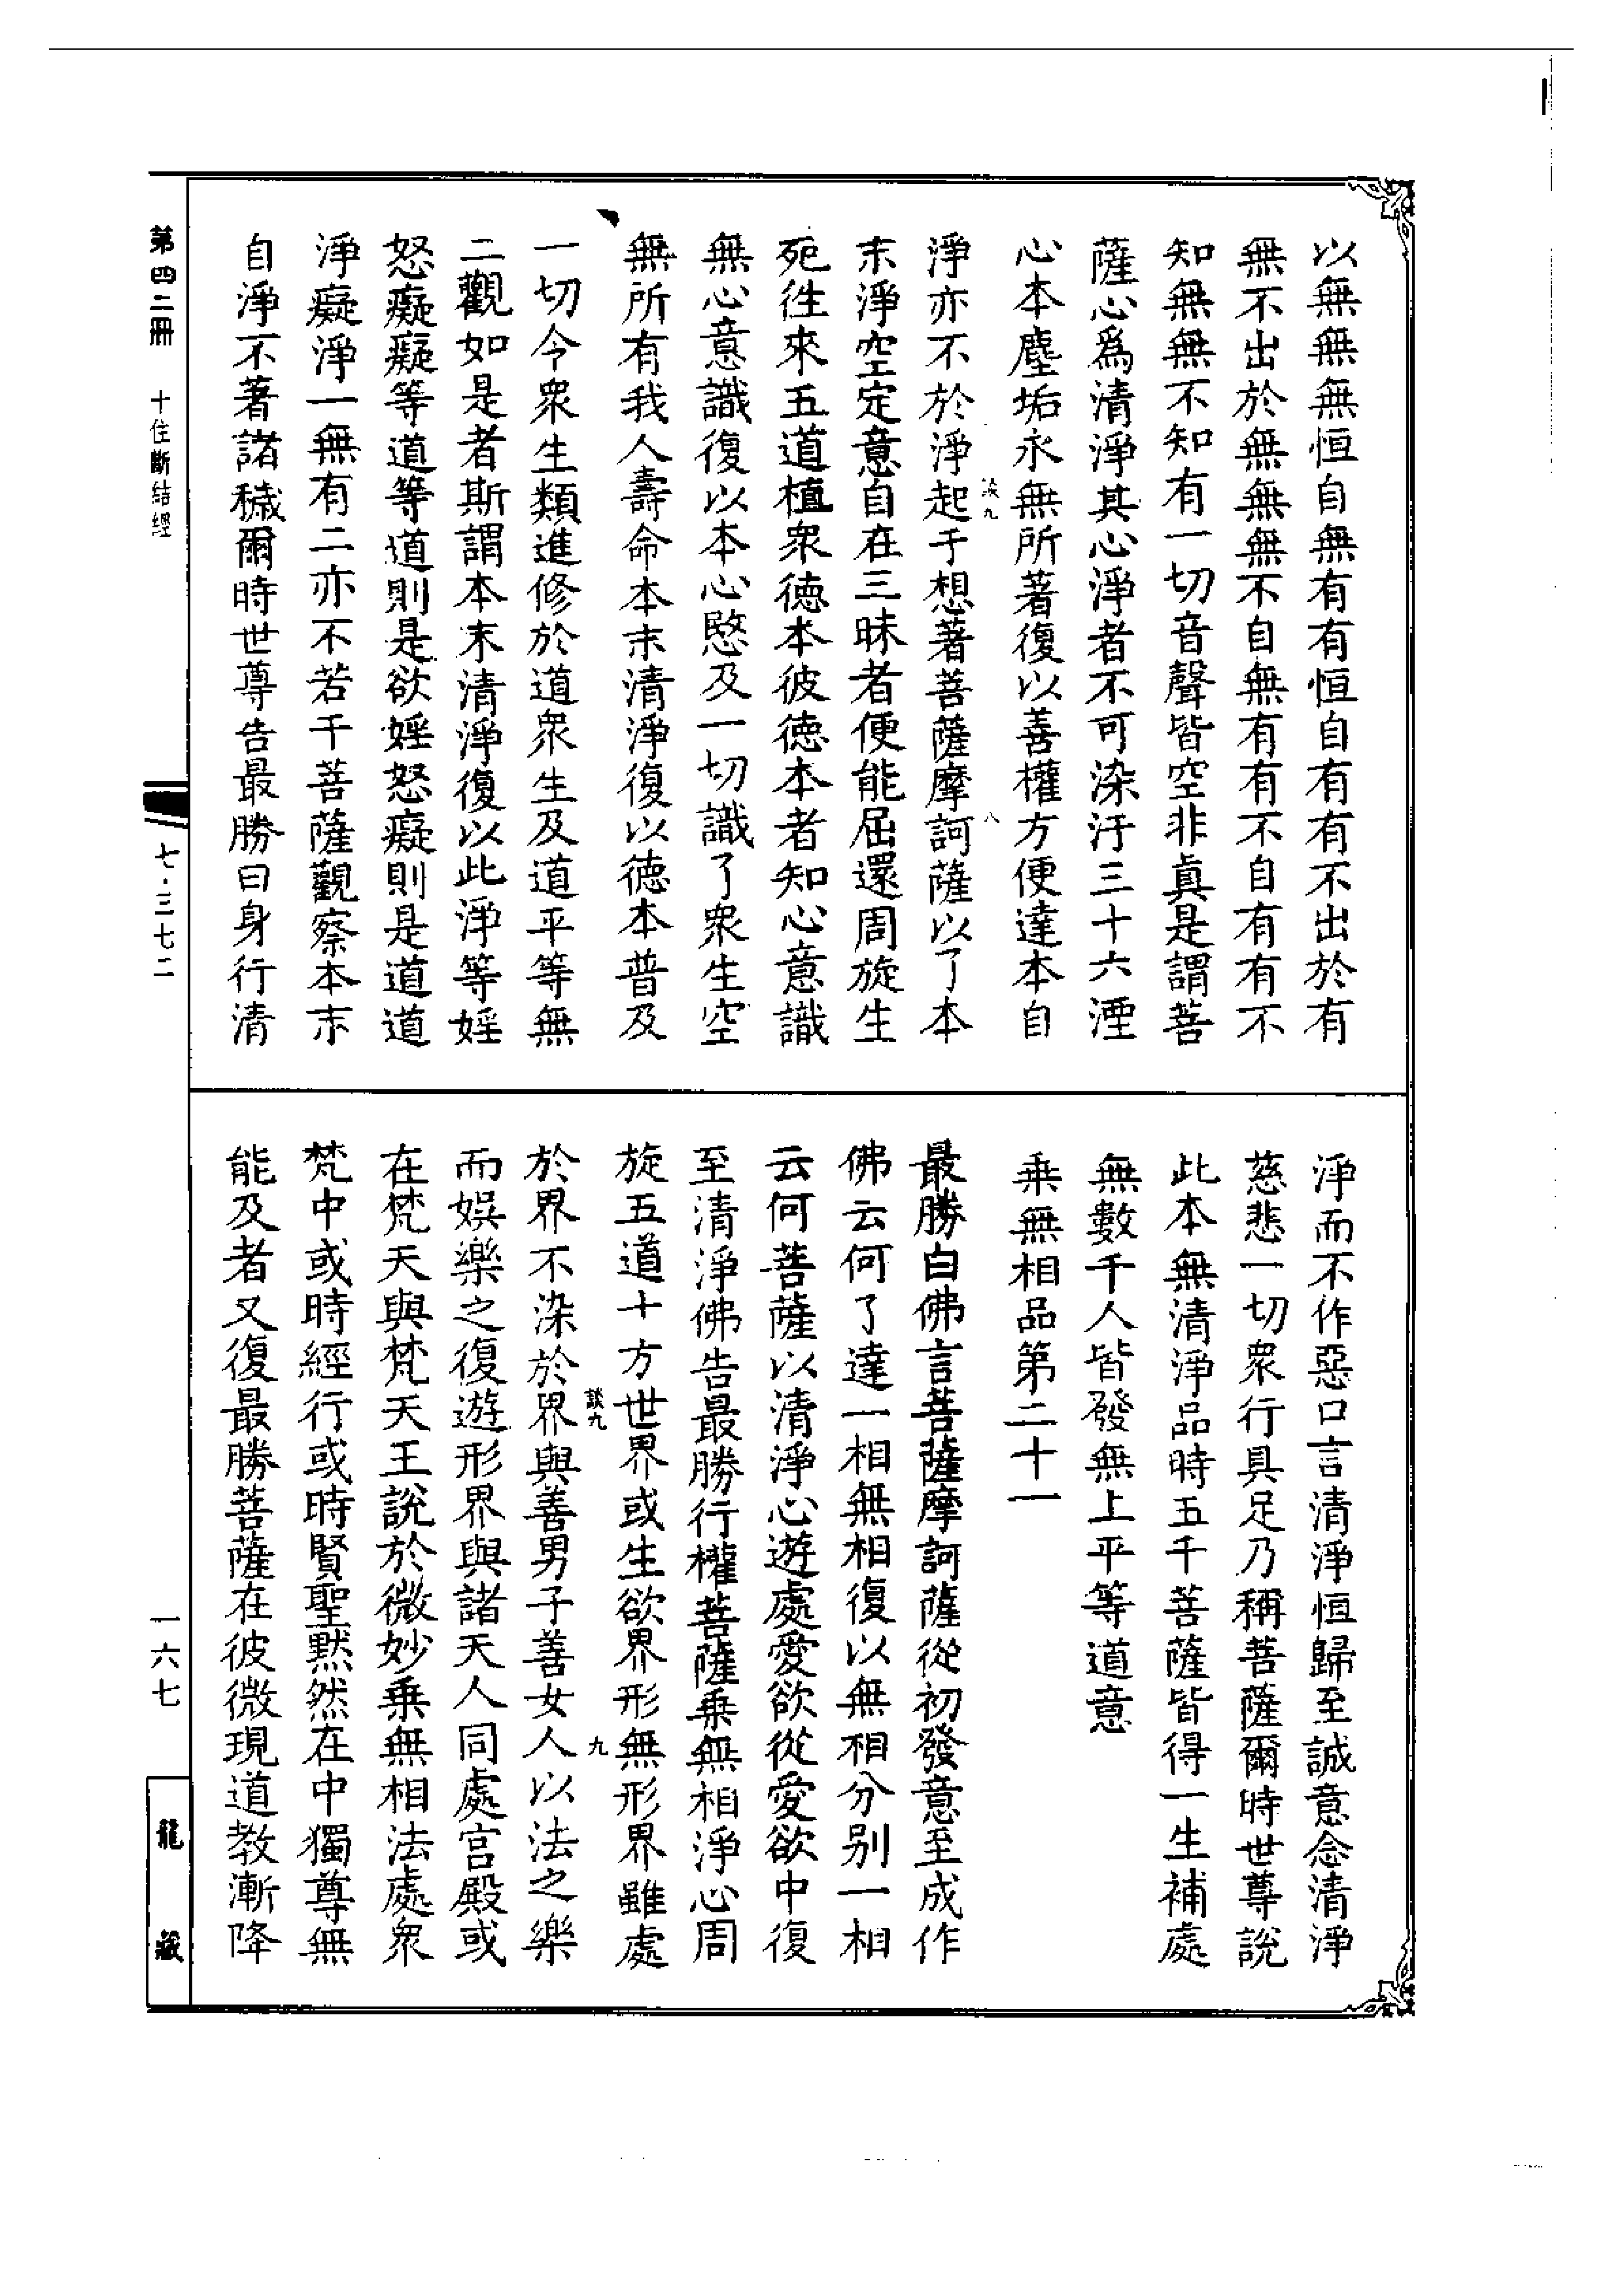 以無無無恒自無有有恒自有有不出於有
無不出於無無無不自無有有不自有有不
知無無不知有一切音聲皆空非眞是謂菩
薩心爲清淨其心淨者不可染汙三十六湮
心本塵垢永無所著復以善權方便達本自
淨亦不於淨起于想著菩薩摩訶薩以了本
末淨空定意自在三昧者便能屈還周旋生
死往來五道植衆德本彼德本者知心意識
無心意識復以本心愍及一切識了衆生空
無所有我人壽命本末清淨復以德本普及
一切令衆生類進修於道衆生及道平等無
二觀如是者斯謂本末清淨復以此淨等婬
怒癡癡等道等道則是欲婬怒癡則是道道
淨癡淨一無有二亦不若干菩薩觀察本末
自淨不著諸穢爾時世尊告最勝曰身行清
淨而不作惡口言清淨恒歸至誠意念清淨
慈悲一切衆行具足乃稱菩薩爾時世尊說
此本無清淨品時五千菩薩皆得一生補處
無數千人皆發無上平等道意
乘無相品第二十一
最勝白佛言菩薩摩訶薩從初發意至成作
佛云何了達一相無相復以無相分別一相
云何菩薩以清淨心遊處愛欲從愛欲中復
至清淨佛告最勝行權菩薩乘無相淨心周
旋五道十方世界或生欲界形無形界雖處
於界不染於界與善男子善女人以法之樂
而娛樂之復遊形界與諸天人同處宮殿或
在梵天與梵天王說於微妙乘無相法處衆
梵中或時經行或時賢聖默然在中獨尊無
能及者又復最勝菩薩在彼微現道教漸降
談九
八
談九
九
第四二冊
十住斷結經
七·三七二
一六七
龍藏